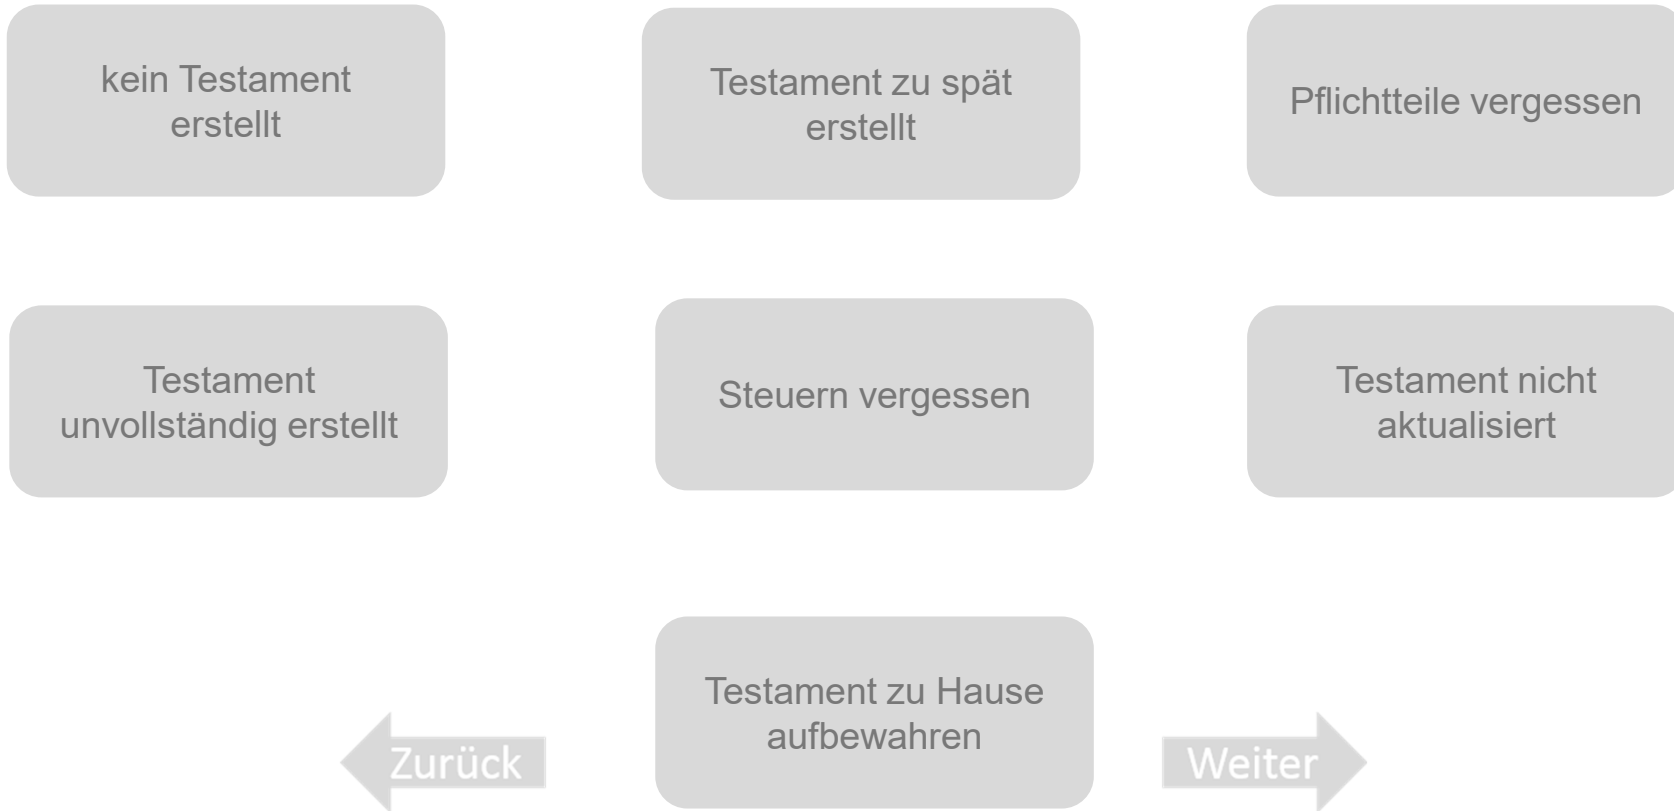 kein Testament
erstellt
Testament zu spät
erstellt
Pflichtteile vergessen
Testament
unvollständig erstellt
Steuern vergessen
Testament nicht
aktualisiert
Testament zu Hause
aufbewahren
Zurück
Weiter